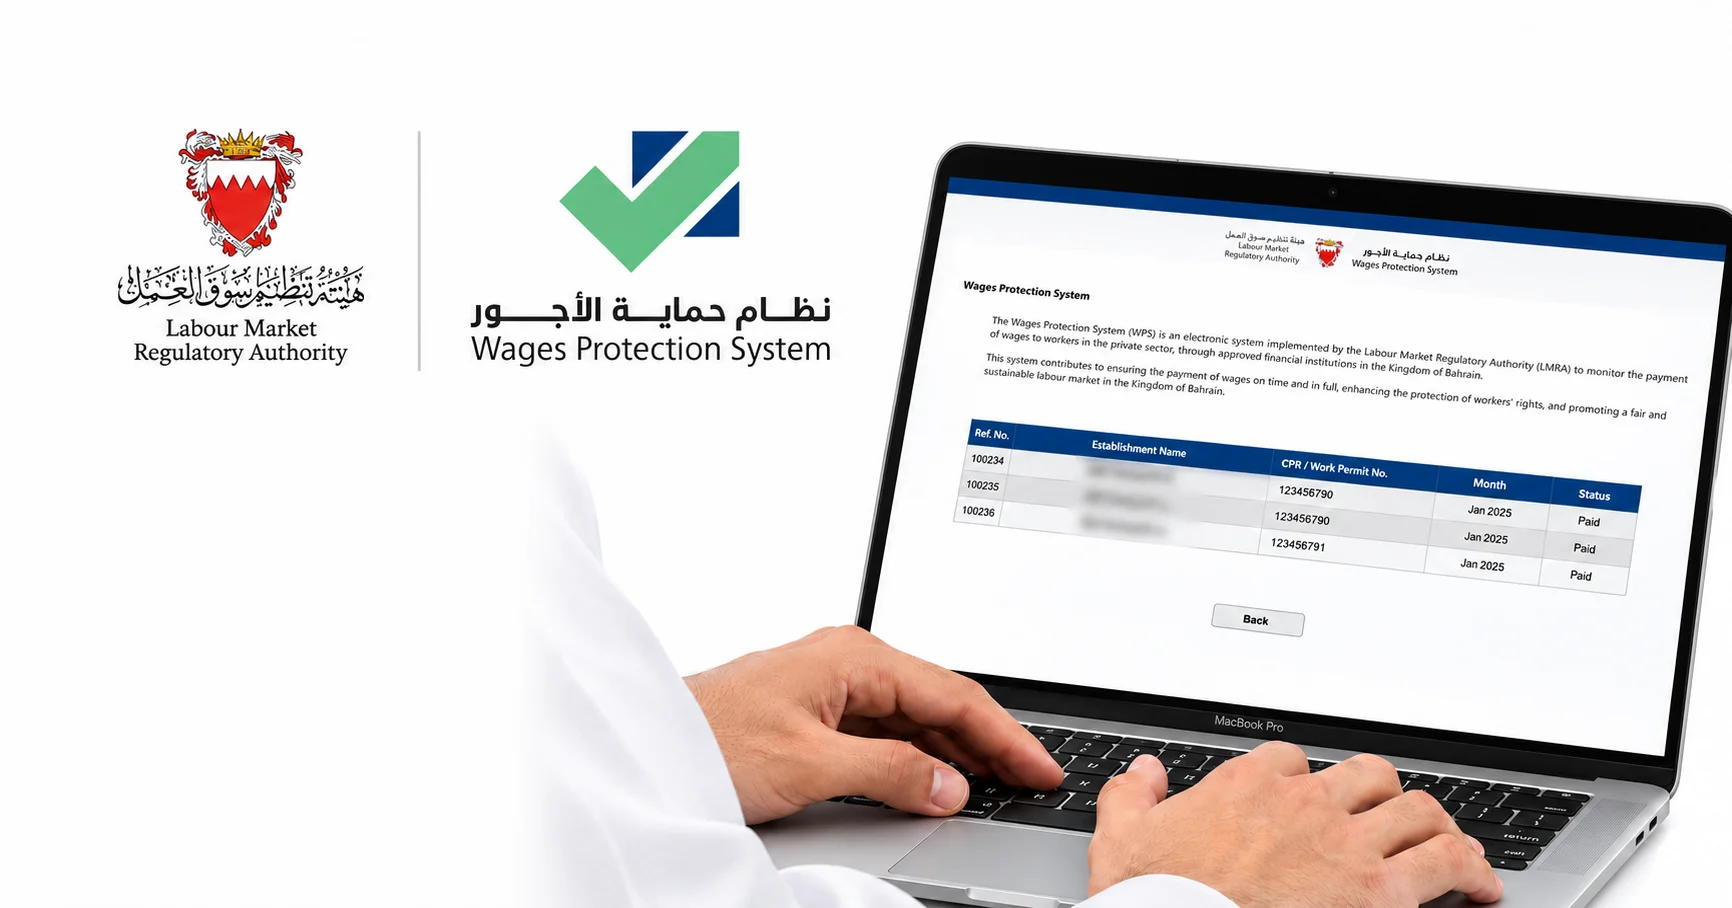 هيئة تنظيم سوق العمل
Labour Market
Regulatory Authority
نظام حماية الأجور
Wages Protection System
هيئة تنظيم سوق العمل
Labour Market
Regulatory Authority
نظام حماية الأجور
Wages Protection System
Wages Protection System
The Wages Protection System (WPS) is an electronic system implemented by the Labour Market Regulatory Authority (LMRA) to monitor the payment
of wages to workers in the private sector, through approved financial institutions in the Kingdom of Bahrain.
This system contributes to ensuring the payment of wages on time and in full, enhancing the protection of workers' rights, and promoting a fair and
sustainable labour market in the Kingdom of Bahrain.
Ref. No. Establishment Name CPR / Work Permit No. Month Status
100234 123456790 Jan 2025 Paid
100235 123456790 Jan 2025 Paid
100236 123456791 Jan 2025 Paid
Back
MacBook Pro
return